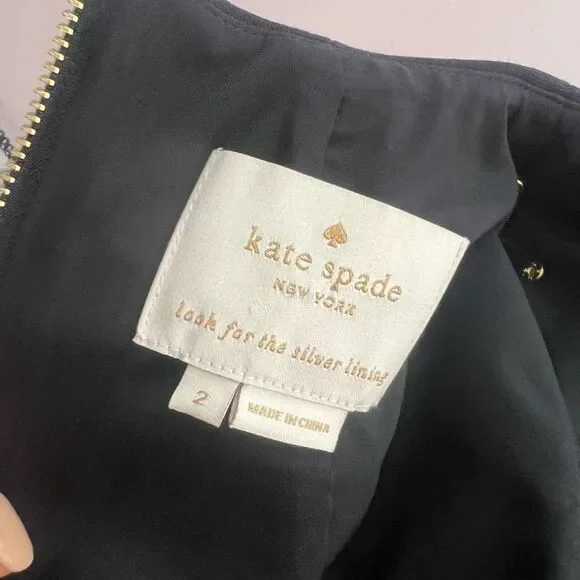 kate spade
NEW YORK
look for the silver lining
2
MADE IN CHINA